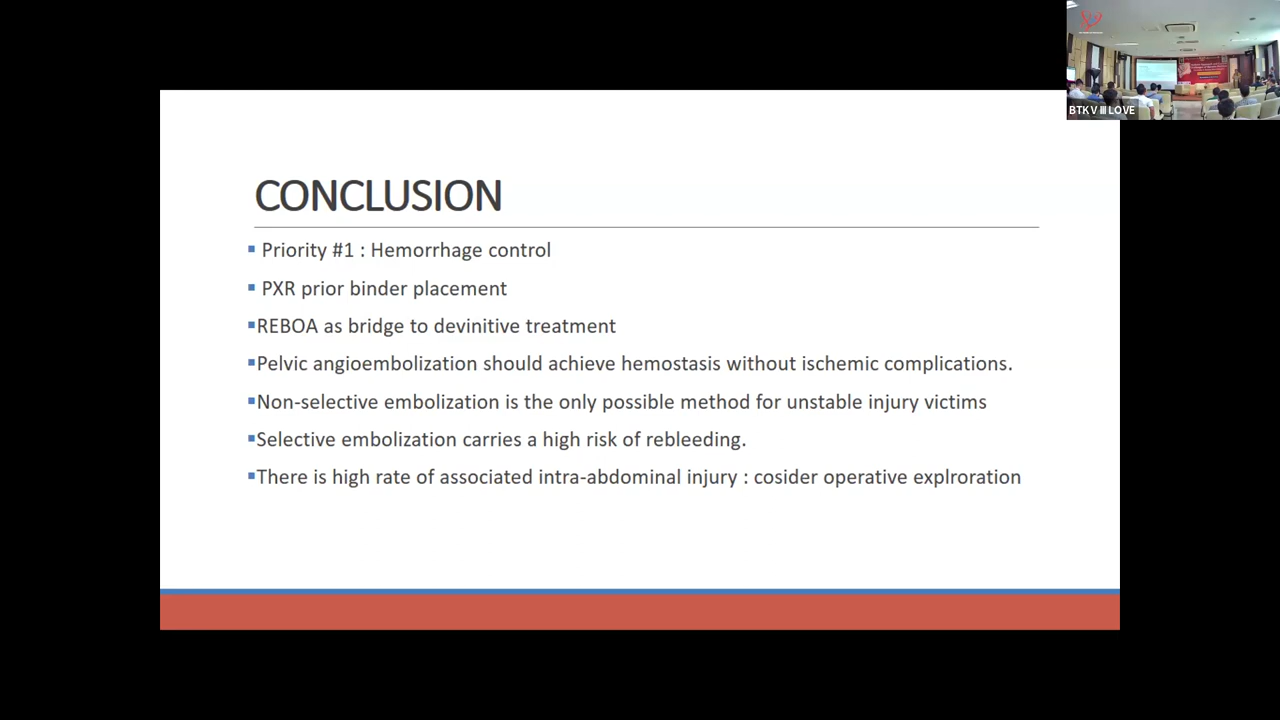 BTKV III LOVE
CONCLUSION
▪ Priority #1 : Hemorrhage control
▪ PXR prior binder placement
▪REBOA as bridge to devinitive treatment
▪Pelvic angioembolization should achieve hemostasis without ischemic complications.
▪Non-selective embolization is the only possible method for unstable injury victims
▪Selective embolization carries a high risk of rebleeding.
▪There is high rate of associated intra-abdominal injury : cosider operative explroration